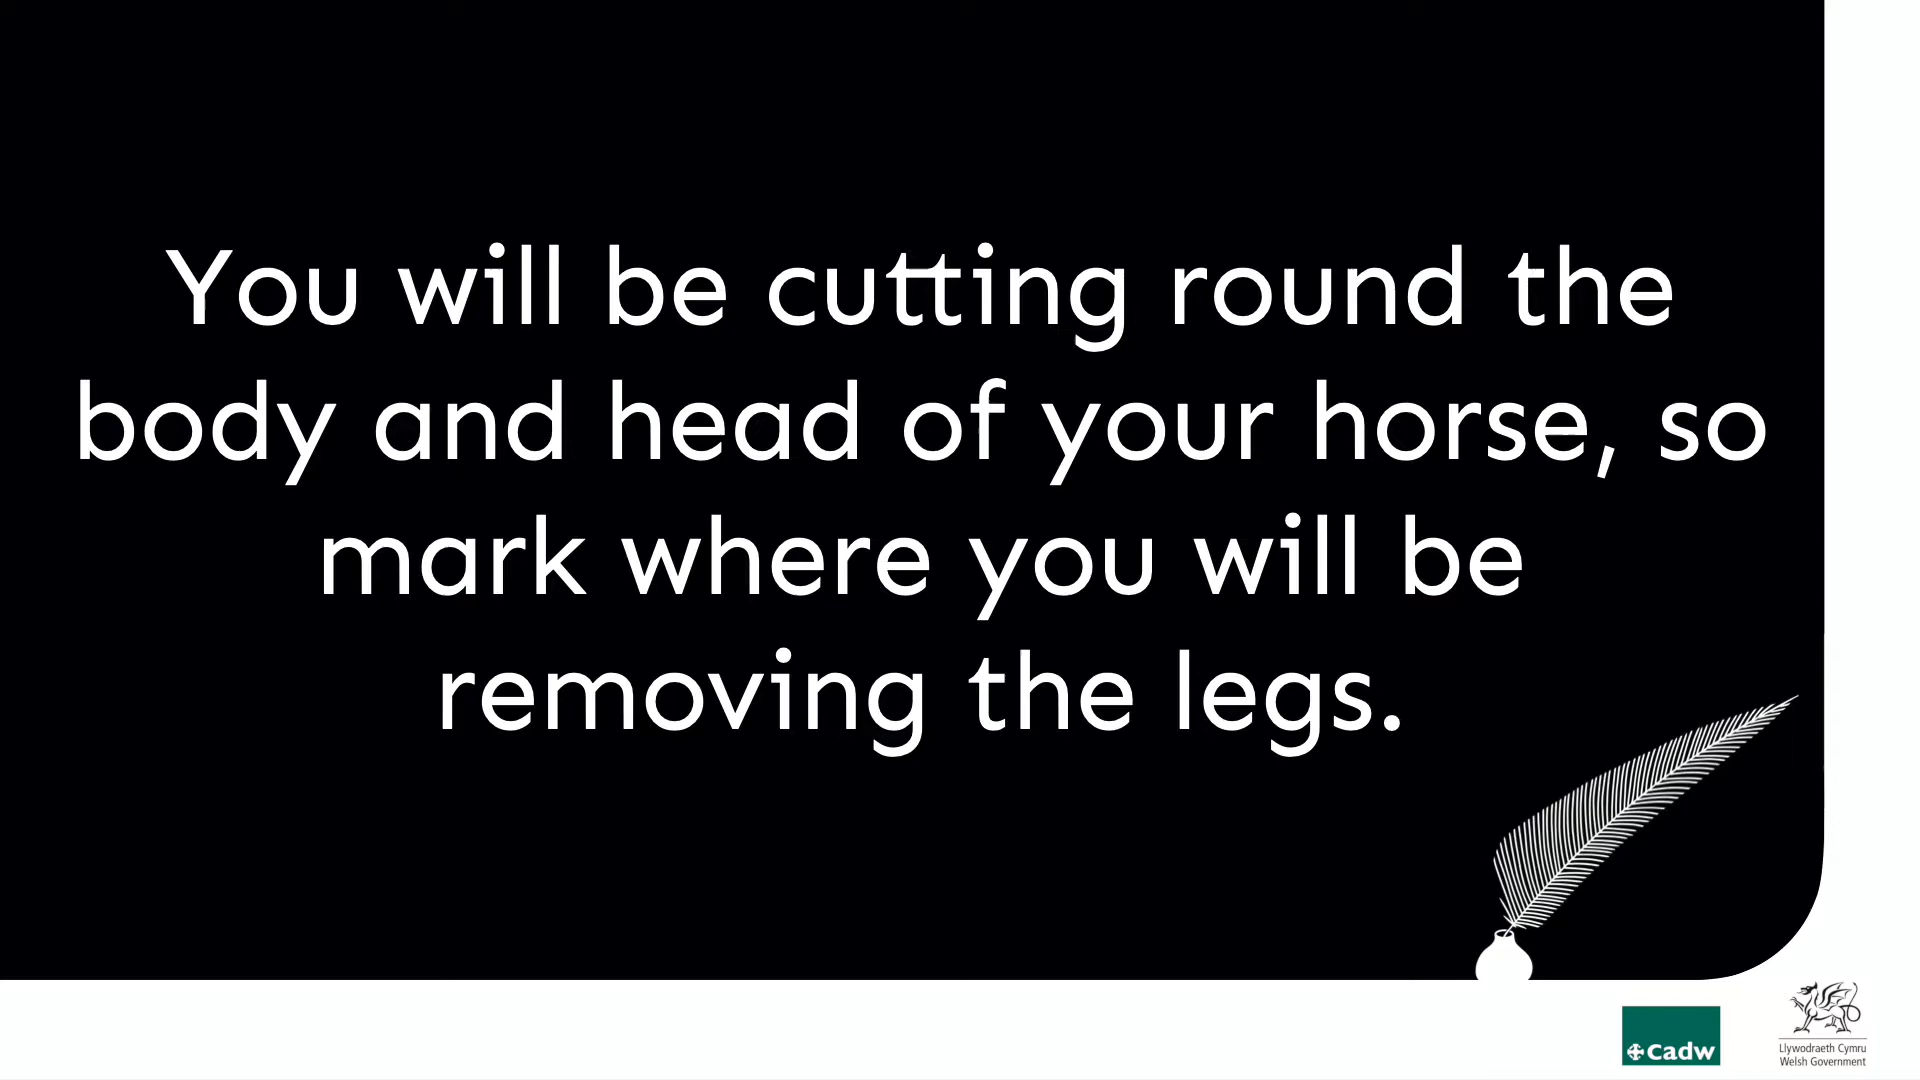 You will be cutting round the
body and head of your horse, so
mark where you will be
removing the legs.
Cadw
Llywodraeth Cymru
Welsh Government